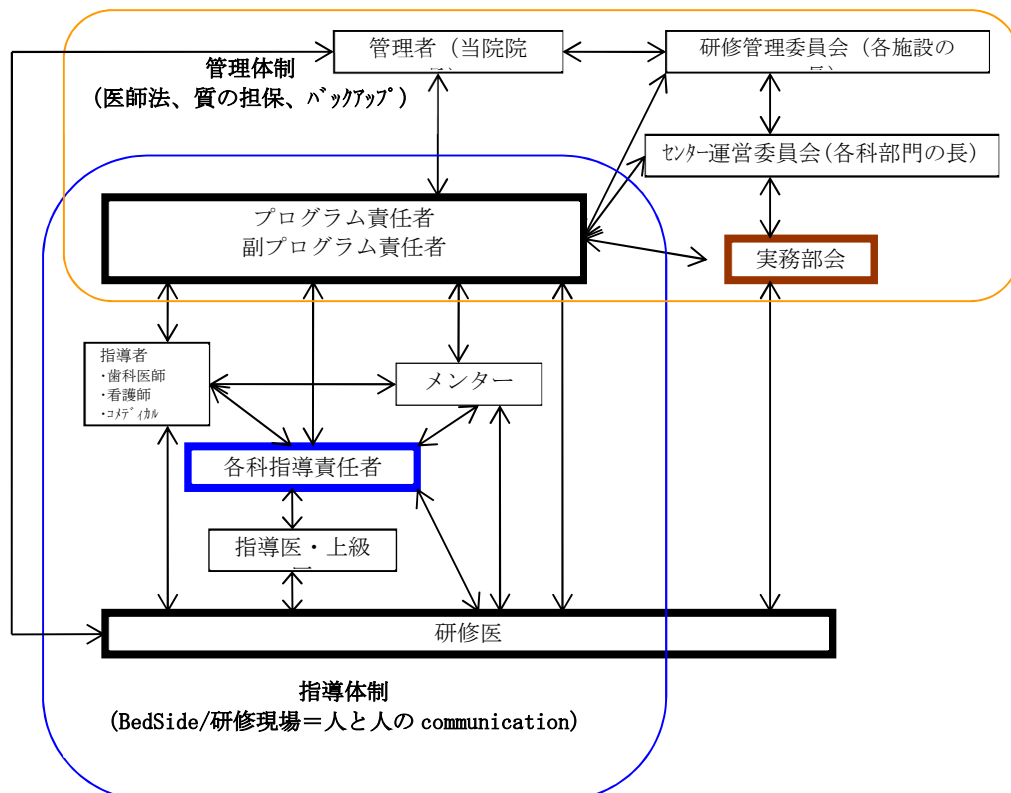 管理者（当院院
研修管理委員会（各施設の
管理体制
(医師法、質の担保、ﾊﾞｯｸｱｯﾌﾟ)
ｾﾝﾀｰ運営委員会(各科部門の長)
プログラム責任者
副プログラム責任者
実務部会
指導者
・歯科医師
・看護師
・ｺﾒﾃﾞｨｶﾙ
メンター
各科指導責任者
指導医・上級
研修医
指導体制
(BedSide/研修現場＝人と人の communication)